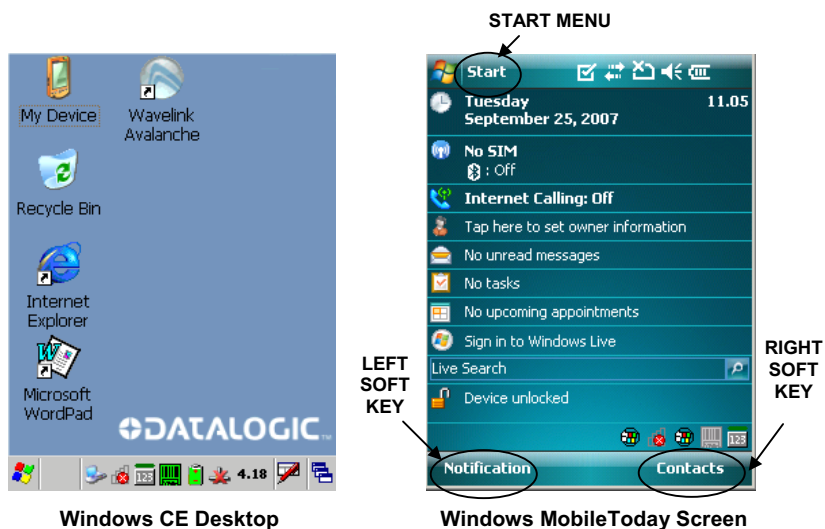 START MENU
My Device
Wavelink
Avalanche
Recycle Bin
Internet
Explorer
Microsoft
WordPad
DATALOGIC™
123
4.18
Windows CE Desktop
Start
Tuesday
11.05
September 25, 2007
No SIM
: Off
Internet Calling: Off
Tap here to set owner information
No unread messages
No tasks
No upcoming appointments
Sign in to Windows Live
Live Search
Device unlocked
123
Notification
Contacts
LEFT
SOFT
KEY
RIGHT
SOFT
KEY
Windows MobileToday Screen